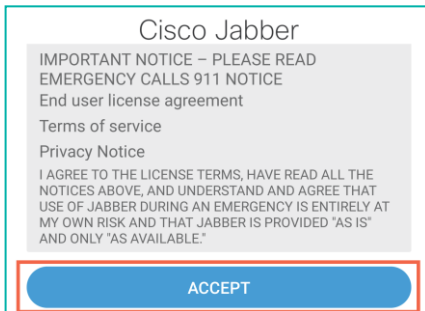 Cisco Jabber
IMPORTANT NOTICE – PLEASE READ
EMERGENCY CALLS 911 NOTICE
End user license agreement
Terms of service
Privacy Notice
I AGREE TO THE LICENSE TERMS, HAVE READ ALL THE
NOTICES ABOVE, AND UNDERSTAND AND AGREE THAT
USE OF JABBER DURING AN EMERGENCY IS ENTIRELY AT
MY OWN RISK AND THAT JABBER IS PROVIDED "AS IS"
AND ONLY "AS AVAILABLE."
ACCEPT